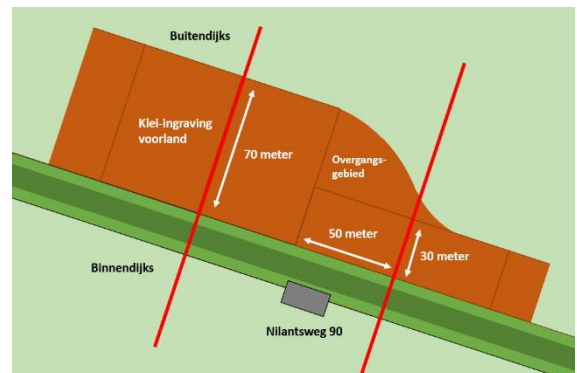 Buitendijks
Klei-ingraving
voorland
70 meter
Overgangs-
gebied
50 meter
30 meter
Binnendijks
Nilantsweg 90